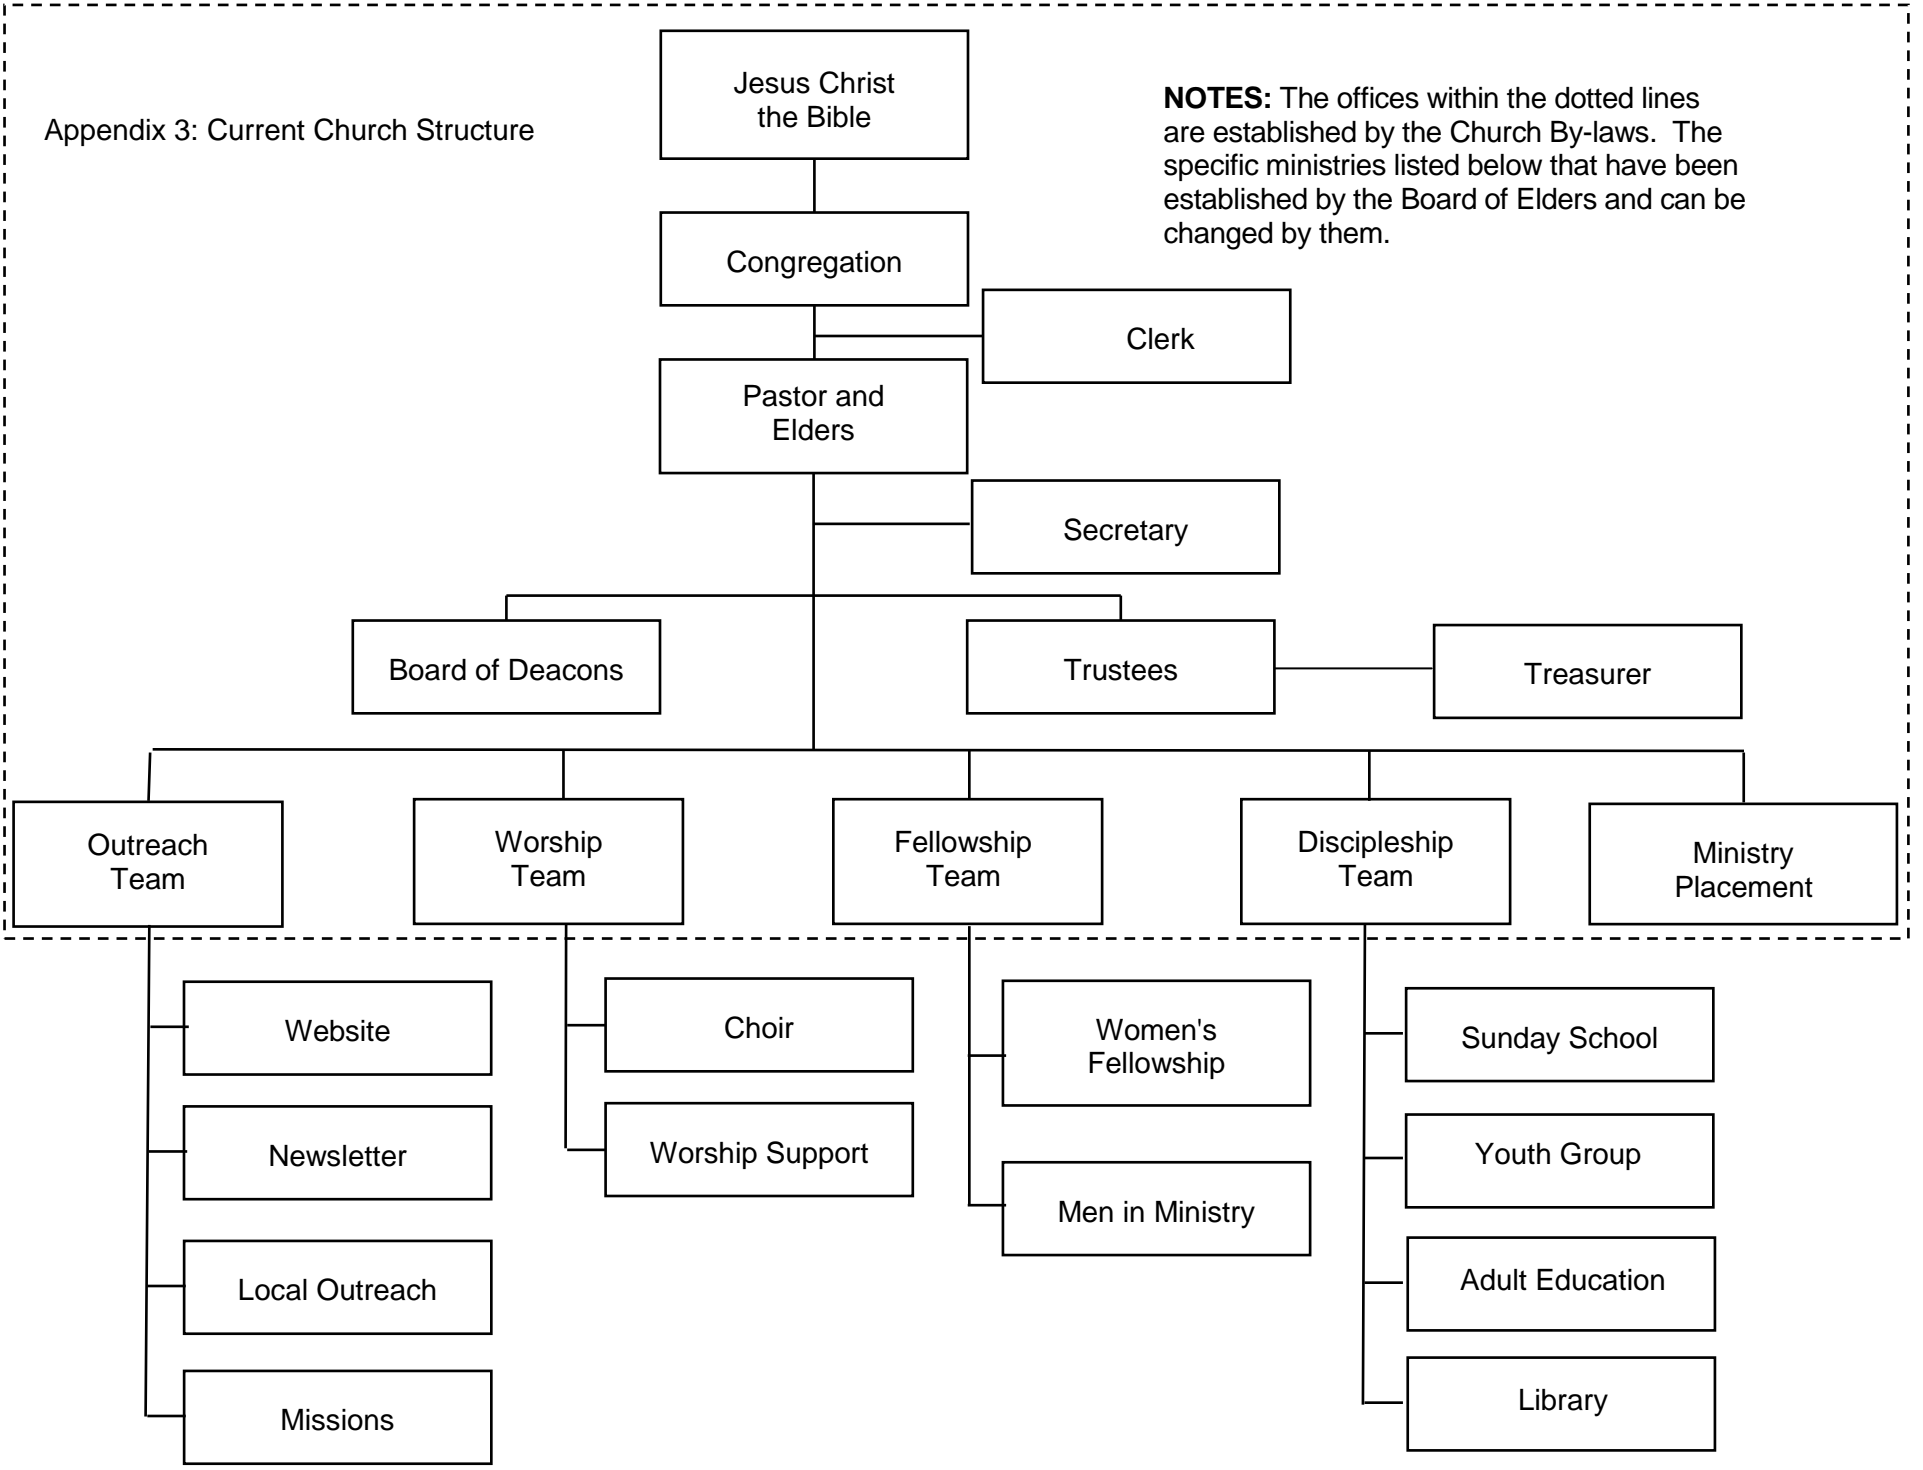 Jesus Christ
the Bible
Appendix 3: Current Church Structure
NOTES: The offices within the dotted lines
are established by the Church By-laws.  The
specific ministries listed below that have been
established by the Board of Elders and can be
changed by them.
Congregation
Clerk
Pastor and
Elders
Secretary
Board of Deacons
Trustees
Treasurer
Outreach
Team
Worship
Team
Fellowship
Team
Discipleship
Team
Ministry
Placement
Website
Newsletter
Local Outreach
Missions
Choir
Worship Support
Women's
Fellowship
Men in Ministry
Sunday School
Youth Group
Adult Education
Library